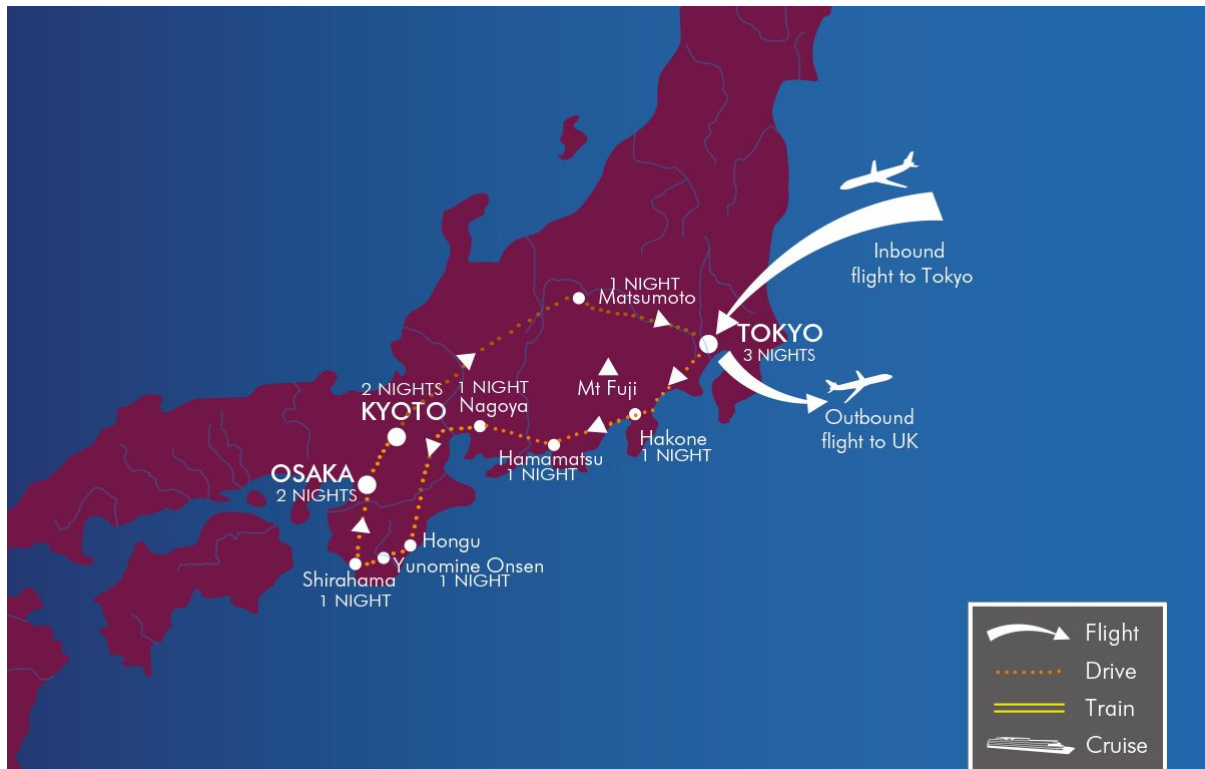 Inbound
flight to Tokyo
1 NIGHT
Matsumoto
TOKYO
3 NIGHTS
Mt Fuji
2 NIGHTS
KYOTO
1 NIGHT
Nagoya
Hakone
1 NIGHT
Outbound
flight to UK
Hamamatsu
1 NIGHT
OSAKA
2 NIGHTS
Hongu
Yunomine Onsen
1 NIGHT
Shirahama
1 NIGHT
Flight
Drive
Train
Cruise